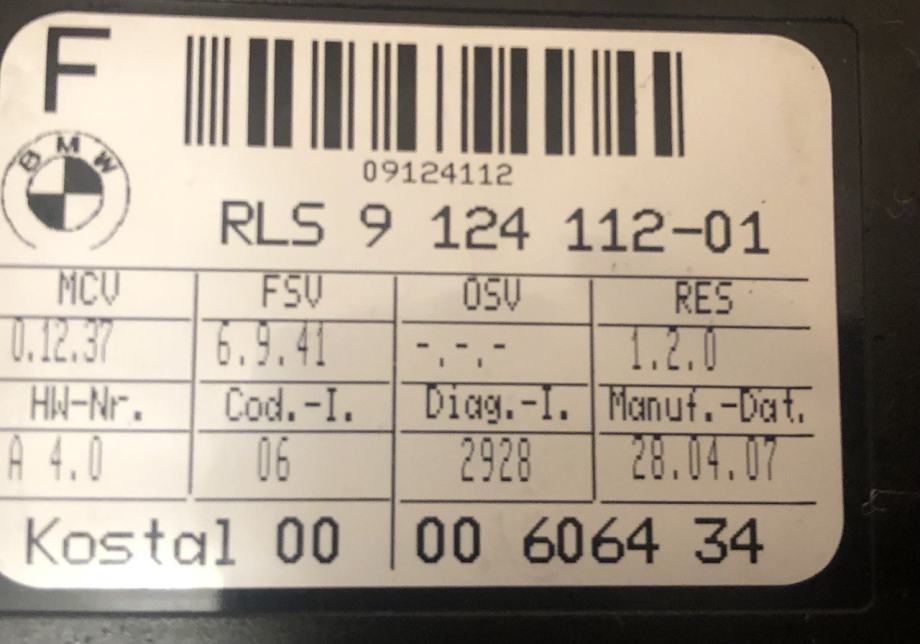 F
BMW
09124112
RLS 9 124 112-01
MCV FSV OSV RES
0.12.37 6.9.41 -.-.- 1.2.0
HW-Nr. Cod.-I. Diag.-I. Manuf.-Dat.
A 4.0 06 2928 28.04.07
Kostal 00 00 6064 34